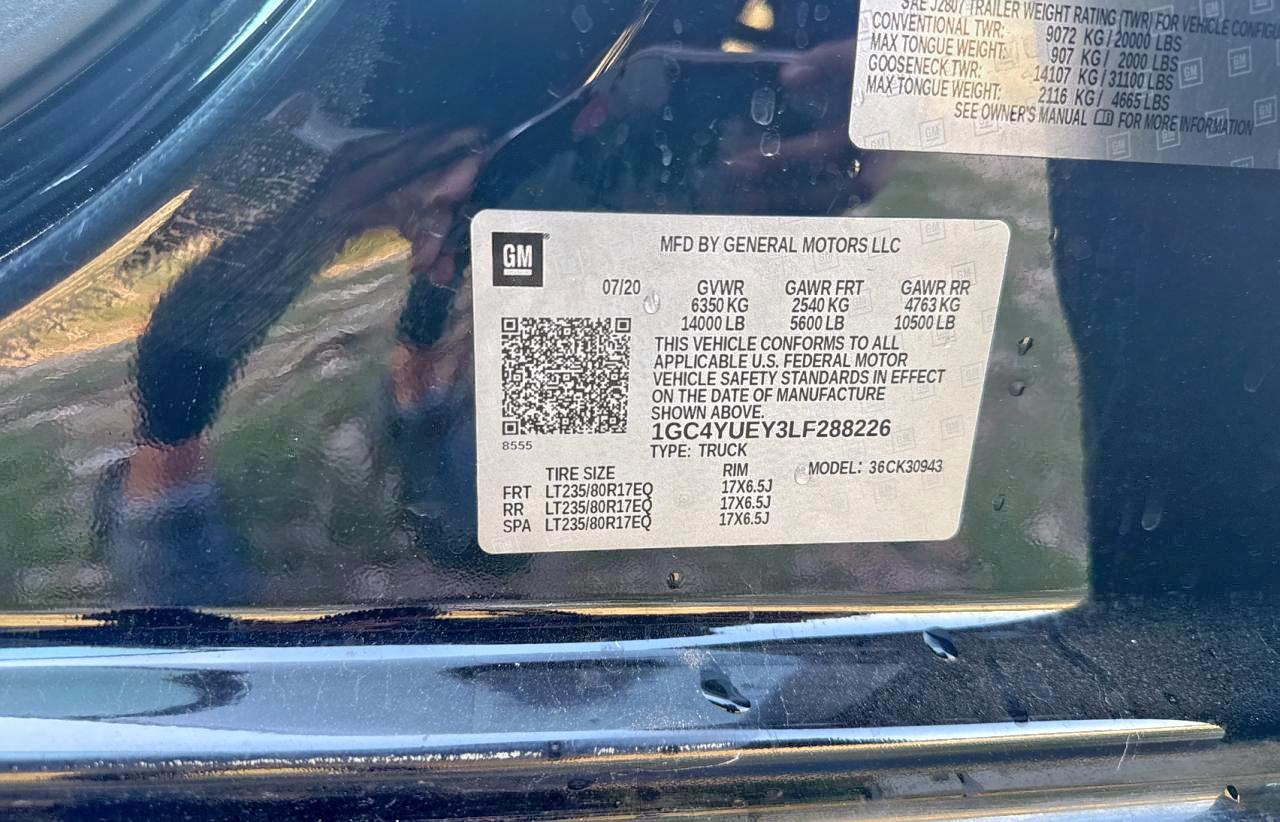 SAE J2807 TRAILER WEIGHT RATING (TWR) FOR VEHICLE
CONVENTIONAL TWR: 9072 KG / 20000 LBS
MAX TONGUE WEIGHT: 907 KG / 2000 LBS
GOOSENECK TWR: 14107 KG / 31100 LBS
MAX TONGUE WEIGHT: 2116 KG / 4665 LBS
SEE OWNER'S MANUAL FOR MORE INFORMATION
GM
MFD BY GENERAL MOTORS LLC
07/20 GVWR GAWR FRT GAWR RR
6350 KG 2540 KG 4763 KG
14000 LB 5600 LB 10500 LB
THIS VEHICLE CONFORMS TO ALL
APPLICABLE U.S. FEDERAL MOTOR
VEHICLE SAFETY STANDARDS IN EFFECT
ON THE DATE OF MANUFACTURE
SHOWN ABOVE.
8555
1GC4YUEY3LF288226
TYPE: TRUCK
MODEL: 36CK30943
TIRE SIZE RIM
FRT LT235/80R17EQ 17X6.5J
RR LT235/80R17EQ 17X6.5J
SPA LT235/80R17EQ 17X6.5J